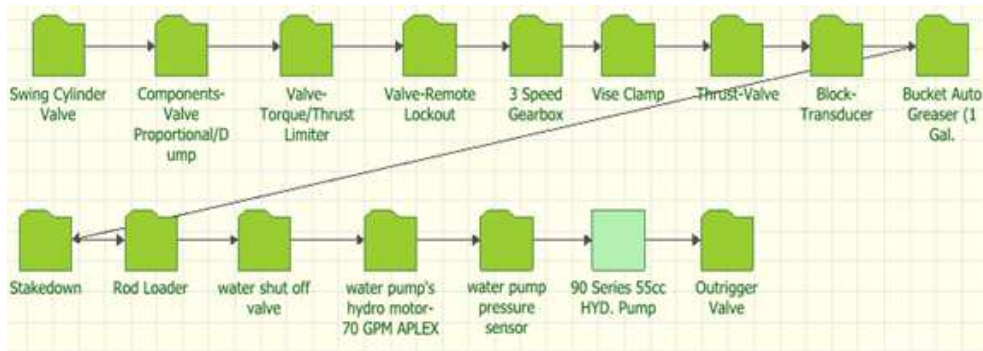 Swing Cylinder
Valve
Components-
Valve
Proportional/D
ump
Valve-
Torque/Thrust
Limiter
Valve-Remote
Lockout
3 Speed
Gearbox
Vise Clamp
Thrust-Valve
Block-
Transducer
Bucket Auto
Greaser (1
Gal.
Stakedown
Rod Loader
water shut off
valve
water pump's
hydro motor-
70 GPM APLEX
water pump
pressure
sensor
90 Series 55cc
HYD. Pump
Outrigger
Valve